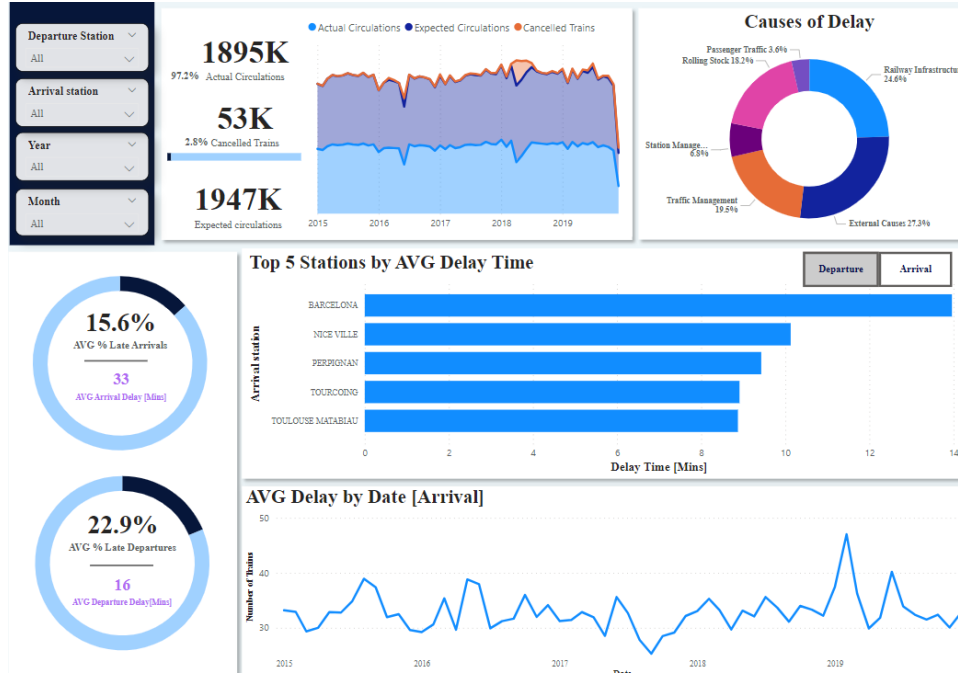 Departure Station
All
Arrival station
All
Year
All
Month
All
1895K
97.2% Actual Circulations
53K
2.8% Cancelled Trains
1947K
Expected circulations
Actual Circulations Expected Circulations Cancelled Trains
2015 2016 2017 2018 2019
Causes of Delay
Passenger Traffic 3.6%
Rolling Stock 18.2%
Railway Infrastructu
24.6%
Station Manage...
6.8%
Traffic Management
19.5%
External Causes 27.3%
15.6%
AVG % Late Arrivals
33
AVG Arrival Delay [Mins]
22.9%
AVG % Late Departures
16
AVG Departure Delay[Mins]
Top 5 Stations by AVG Delay Time
Departure Arrival
Arrival station
BARCELONA
NICE VILLE
PERPIGNAN
TOURCOING
TOULOUSE MATABIAU
0 2 4 6 8 10 12 14
Delay Time [Mins]
AVG Delay by Date [Arrival]
Number of Trains
50
40
30
2015 2016 2017 2018 2019
Date